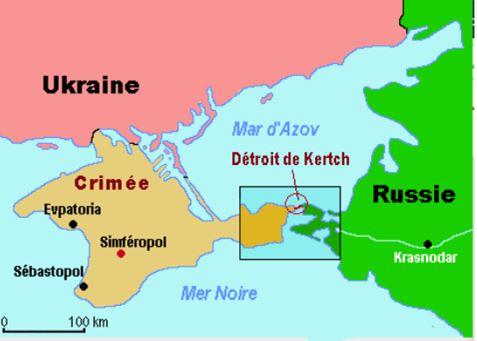 Ukraine
Mar d'Azov
Détroit de Kertch
Crimée
Russie
Evpatoria
Simféropol
Krasnodar
Sébastopol
Mer Noire
0 100 km